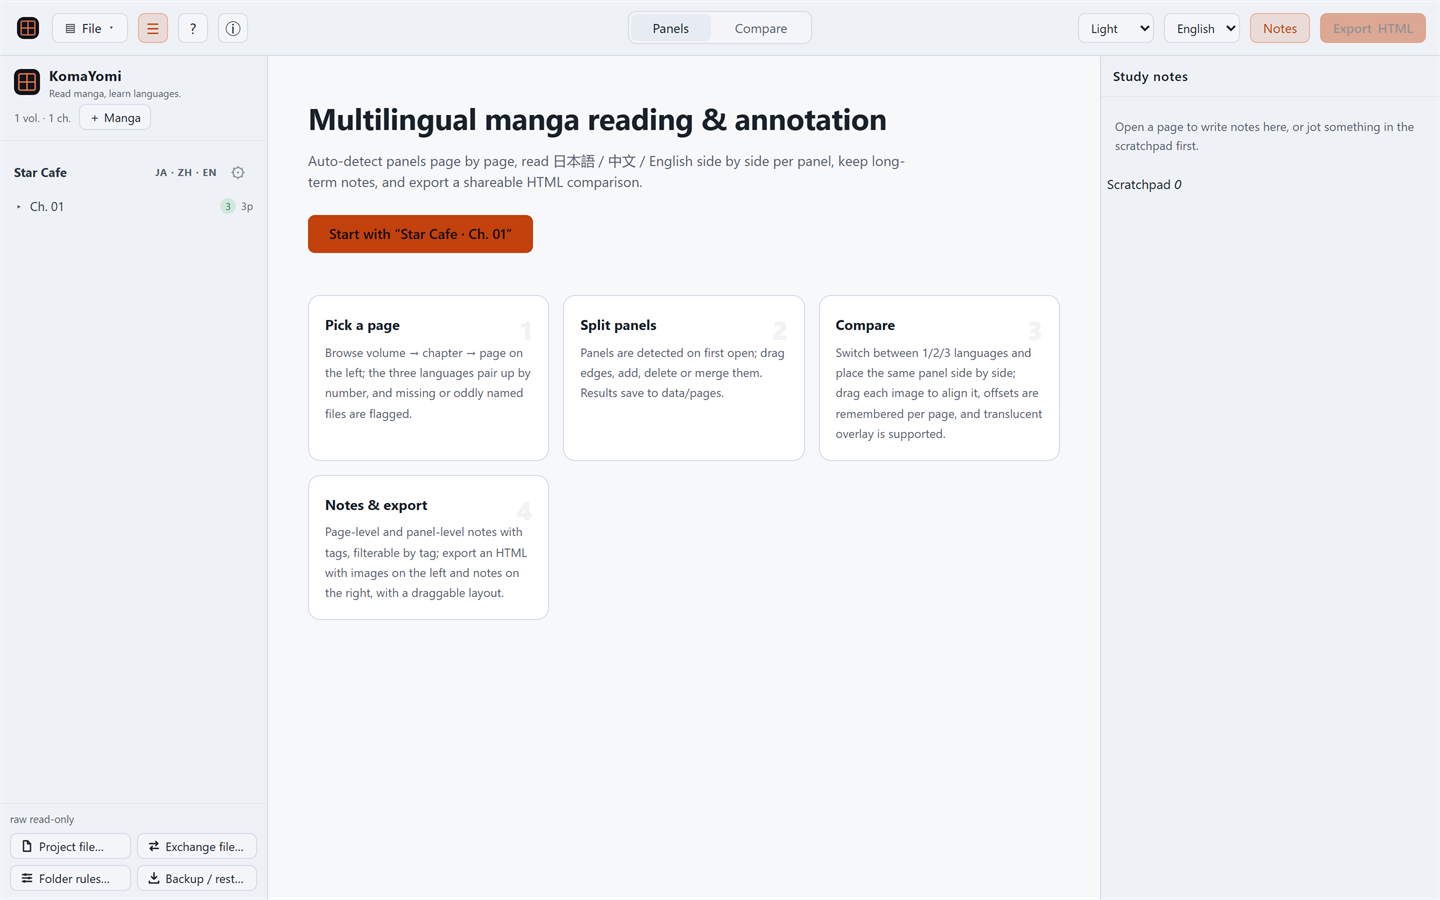 File
?
Panels
Compare
Light
English
Notes
Export HTML
KomaYomi
Read manga, learn languages.
1 vol. · 1 ch.
+ Manga
Star Cafe
JA · ZH · EN
Ch. 01
3
3p
raw read-only
Project file...
Exchange file...
Folder rules...
Backup / rest...
Multilingual manga reading & annotation
Auto-detect panels page by page, read 日本語 / 中文 / English side by side per panel, keep long-
term notes, and export a shareable HTML comparison.
Start with “Star Cafe · Ch. 01”
Pick a page
1
Browse volume → chapter → page on
the left; the three languages pair up by
number, and missing or oddly named
files are flagged.
Split panels
2
Panels are detected on first open; drag
edges, add, delete or merge them.
Results save to data/pages.
Compare
3
Switch between 1/2/3 languages and
place the same panel side by side;
drag each image to align it, offsets are
remembered per page, and translucent
overlay is supported.
Notes & export
4
Page-level and panel-level notes with
tags, filterable by tag; export an HTML
with images on the left and notes on
the right, with a draggable layout.
Study notes
Open a page to write notes here, or jot something in the
scratchpad first.
Scratchpad 0